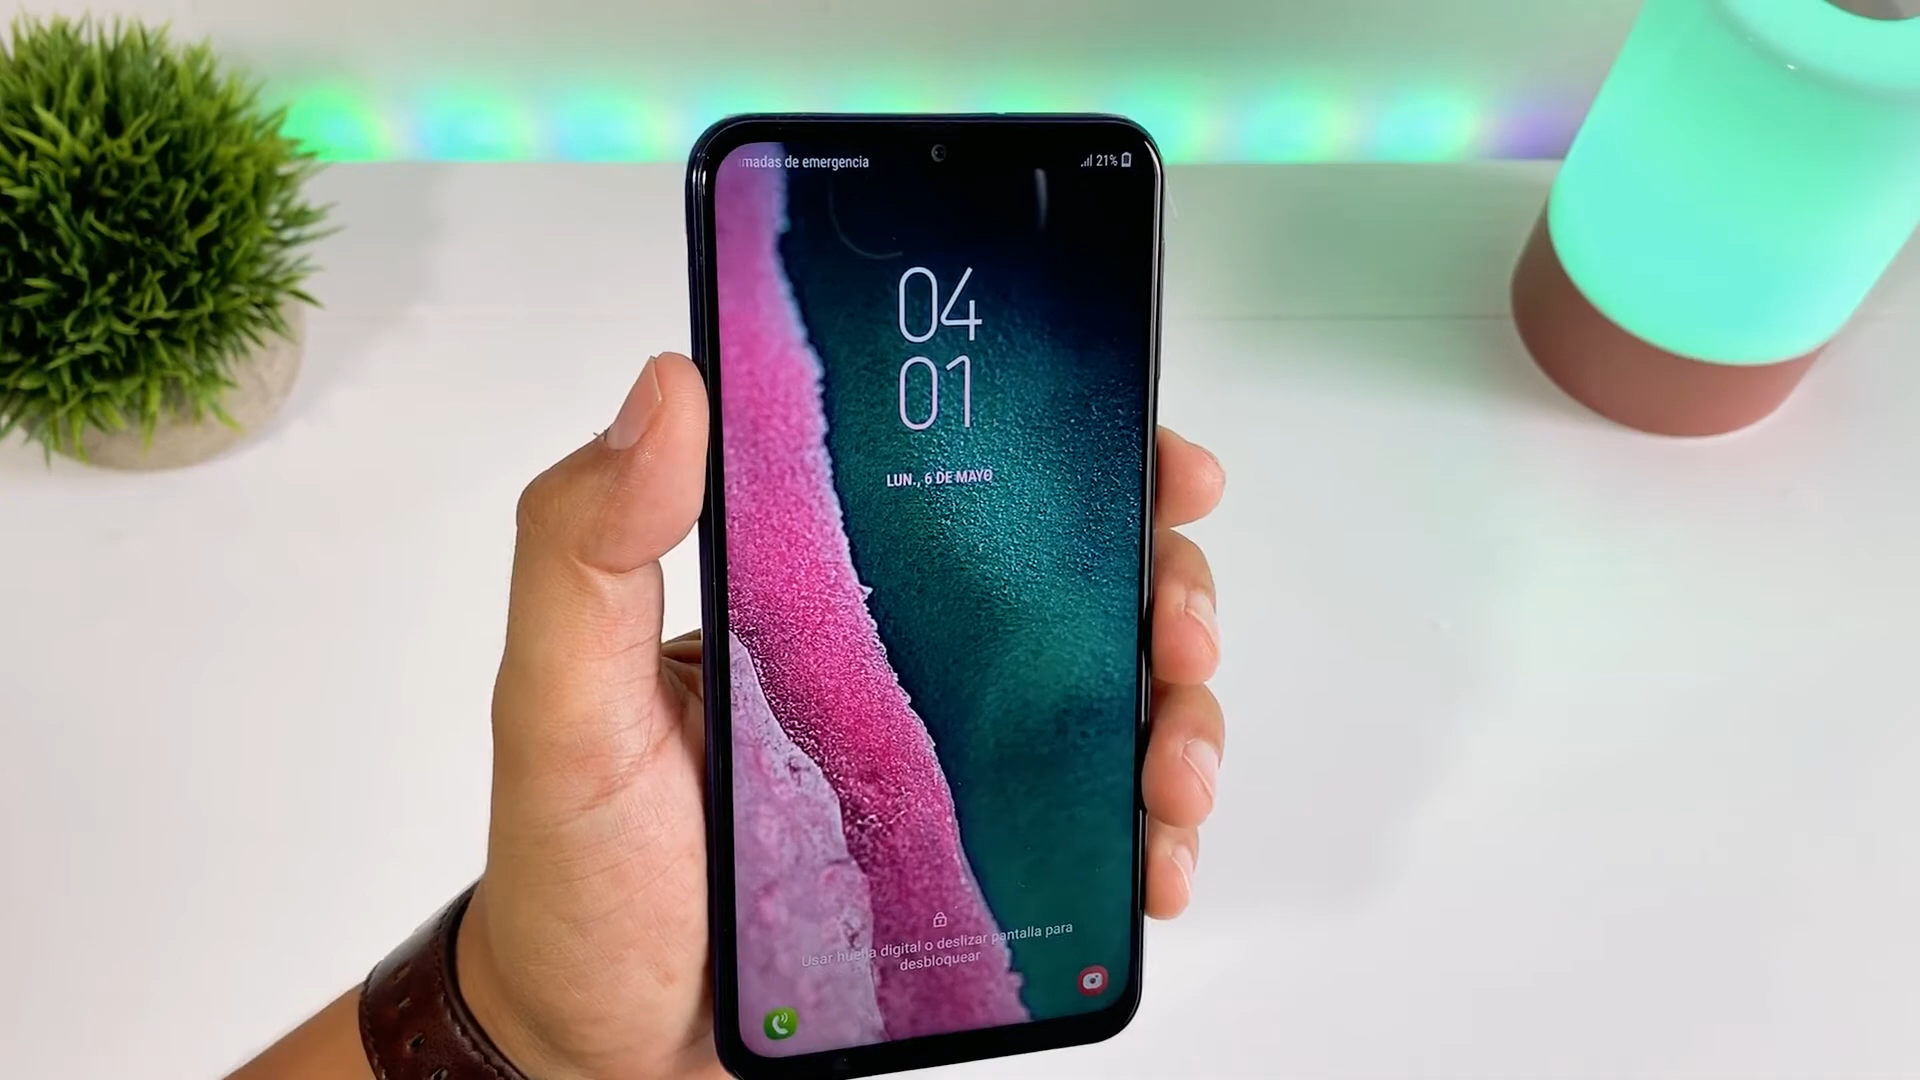 madas de emergencia
21%
04
01
LUN., 6 DE MAYO
Usar huella digital o deslizar pantalla para
desbloquear